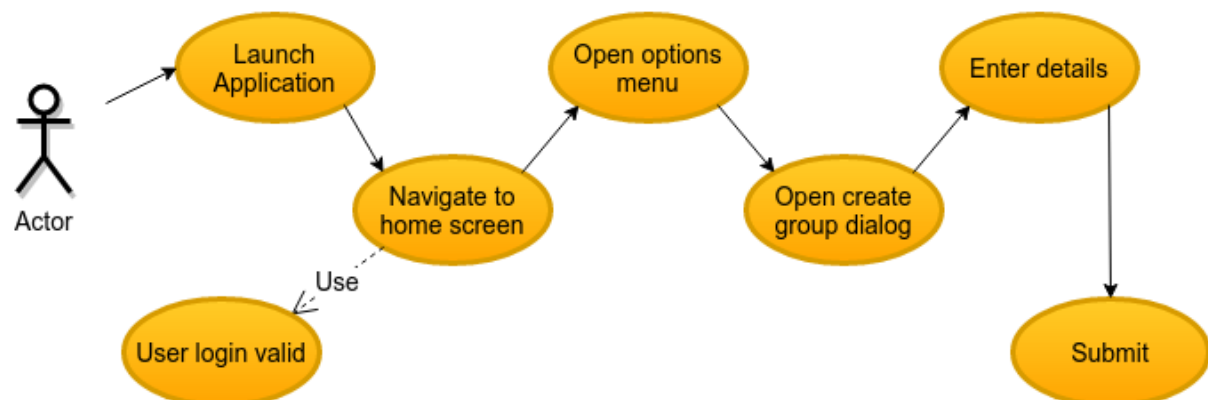 Launch
Application
Open options
menu
Enter details
Actor
Navigate to
home screen
Open create
group dialog
Use
User login valid
Submit